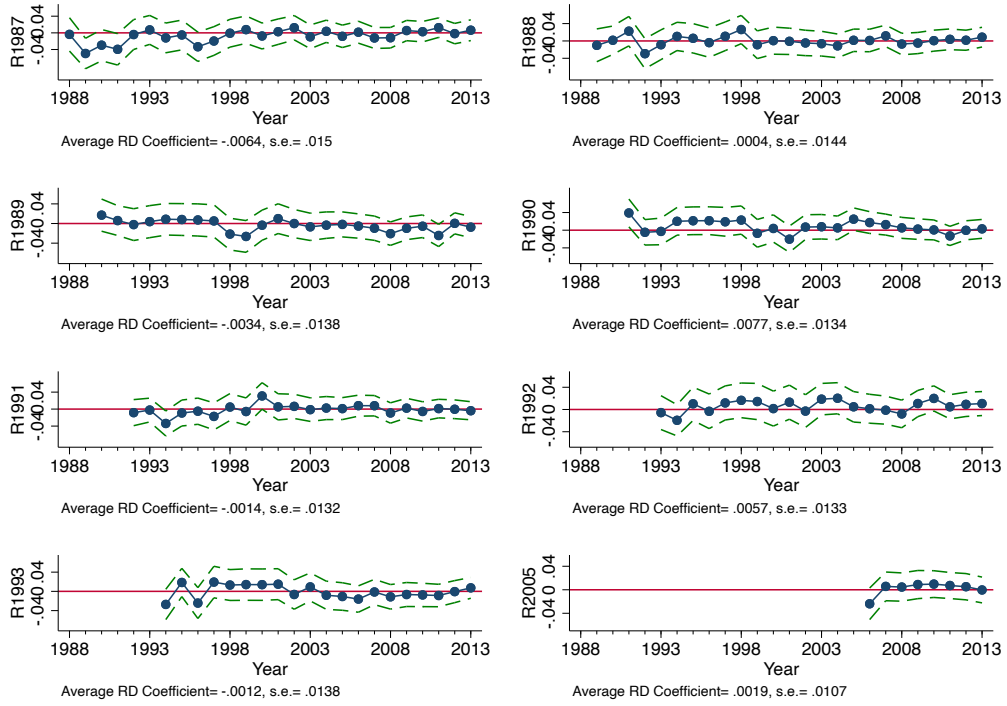 R1987
-.04 0 .04
1988 1993 1998 2003 2008 2013
Year
Average RD Coefficient= -.0064, s.e.= .015
R1988
-.04 0 .04
1988 1993 1998 2003 2008 2013
Year
Average RD Coefficient= .0004, s.e.= .0144
R1989
-.04 0 .04
1988 1993 1998 2003 2008 2013
Year
Average RD Coefficient= -.0034, s.e.= .0138
R1990
-.04 0 .04
1988 1993 1998 2003 2008 2013
Year
Average RD Coefficient= .0077, s.e.= .0134
R1991
-.04 0 .04
1988 1993 1998 2003 2008 2013
Year
Average RD Coefficient= -.0014, s.e.= .0132
R1992
-.04 0 .04
1988 1993 1998 2003 2008 2013
Year
Average RD Coefficient= .0057, s.e.= .0133
R1993
-.04 0 .04
1988 1993 1998 2003 2008 2013
Year
Average RD Coefficient= -.0012, s.e.= .0138
R2005
-.04 0 .04
1988 1993 1998 2003 2008 2013
Year
Average RD Coefficient= .0019, s.e.= .0107